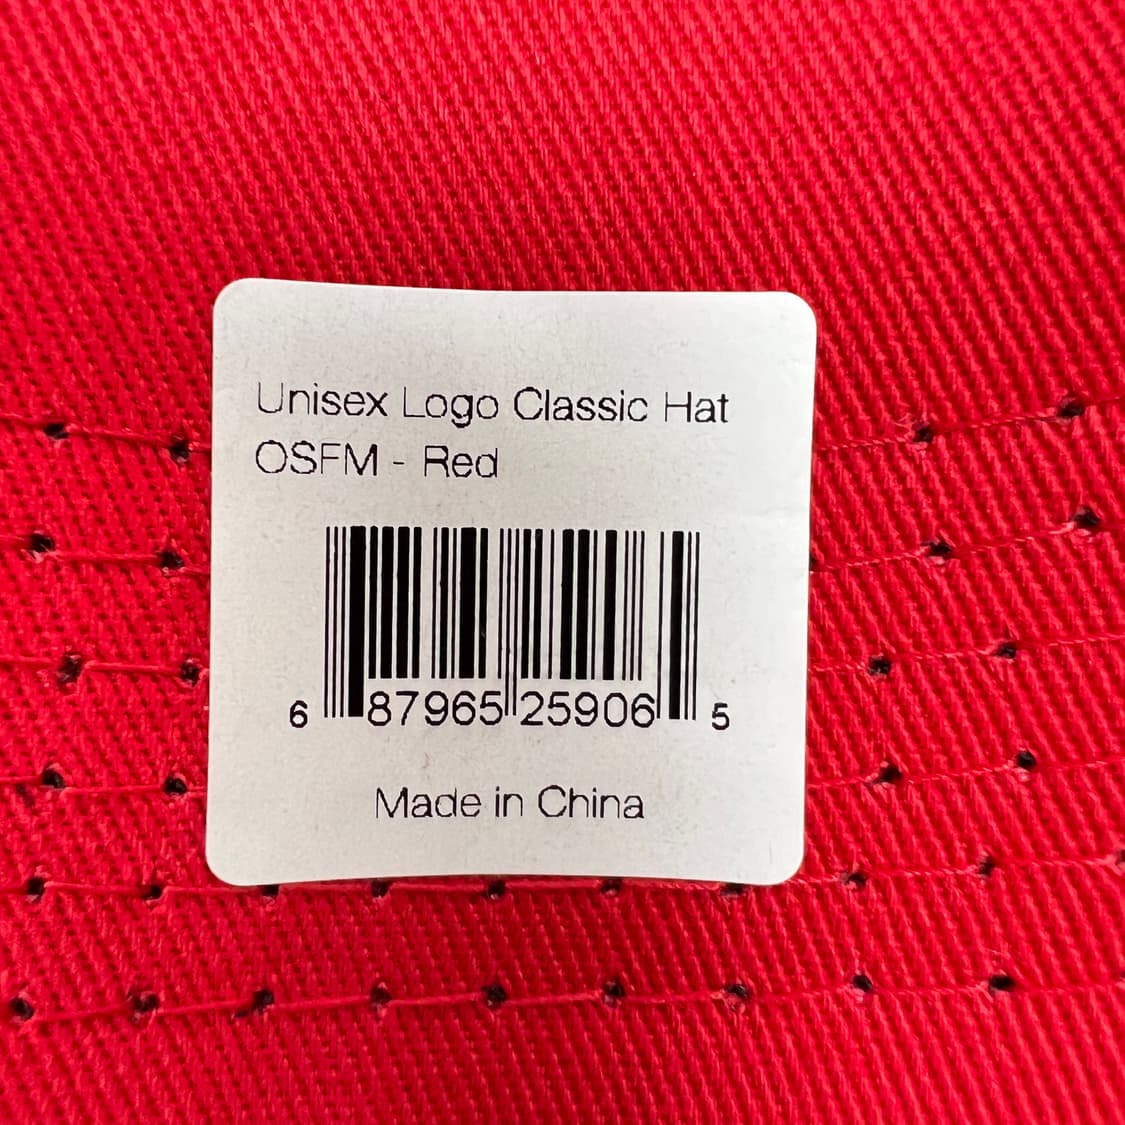 Unisex Logo Classic Hat
OSFM - Red
6 87965 25906 5
Made in China